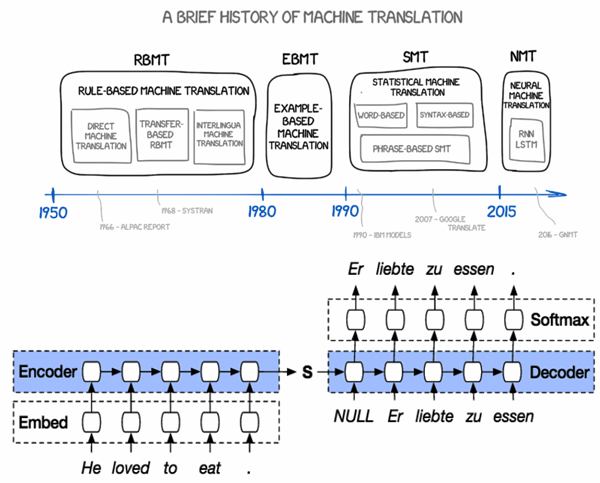 A BRIEF HISTORY OF MACHINE TRANSLATION
RBMT
EBMT
SMT
NMT
RULE-BASED MACHINE TRANSLATION
DIRECT
MACHINE
TRANSLATION
TRANSFER-
BASED
RBMT
INTERLINGUA
MACHINE
TRANSLATION
EXAMPLE-
BASED
MACHINE
TRANSLATION
STATISTICAL MACHINE
TRANSLATION
WORD-BASED
SYNTAX-BASED
PHRASE-BASED SMT
NEURAL
MACHINE
TRANSLATION
RNN
LSTM
1950
1980
1990
2015
1966 - ALPAC REPORT
1968 - SYSTRAN
1990 - IBM MODELS
2007 - GOOGLE
TRANSLATE
2016 - GNMT
Er liebte zu essen .
Softmax
Encoder
S
Decoder
Embed
NULL Er liebte zu essen
He loved to eat .